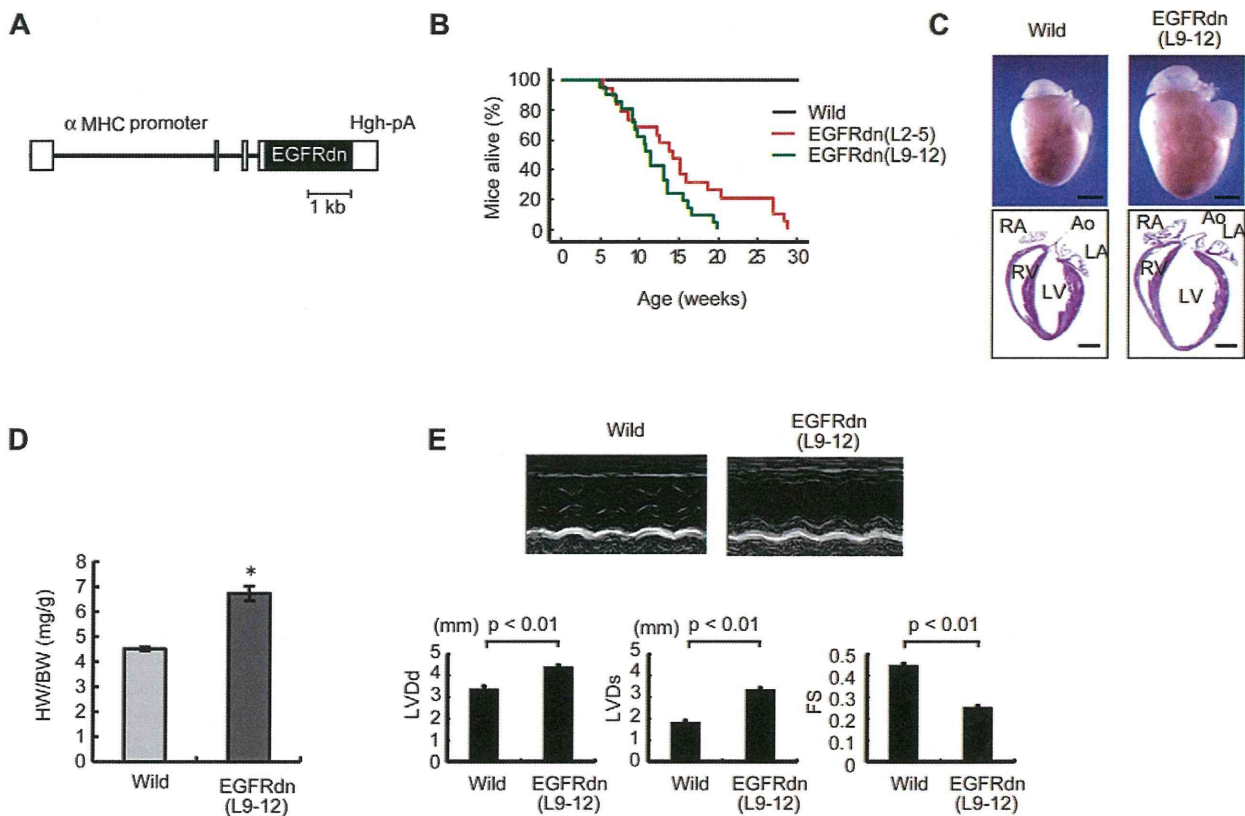 A
α MHC promoter
Hgh-pA
EGFRdn
1 kb
B
100
80
60
40
20
0
Mice alive (%)
0 5 10 15 20 25 30
Age (weeks)
Wild
EGFRdn(L2-5)
EGFRdn(L9-12)
C
Wild
EGFRdn
(L9-12)
RA
Ao
LA
RV
LV
RA
Ao
LA
RV
LV
D
8
7
6
5
4
3
2
1
0
HW/BW (mg/g)
*
Wild
EGFRdn
(L9-12)
E
Wild
EGFRdn
(L9-12)
(mm) p < 0.01
5
4
3
2
1
0
LVDd
Wild
EGFRdn
(L9-12)
(mm) p < 0.01
5
4
3
2
1
0
LVDs
Wild
EGFRdn
(L9-12)
p < 0.01
0.5
0.4
0.3
0.2
0.1
0
FS
Wild
EGFRdn
(L9-12)